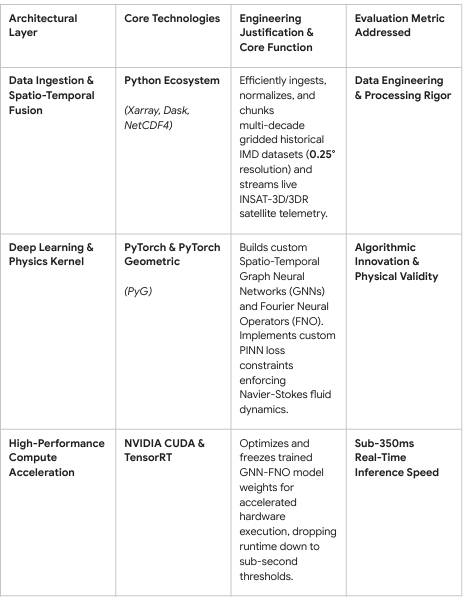 Architectural
Layer
Core Technologies
Engineering
Justification &
Core Function
Evaluation Metric
Addressed
Data Ingestion &
Spatio-Temporal
Fusion
Python Ecosystem
(Xarray, Dask,
NetCDF4)
Efficiently ingests,
normalizes, and
chunks
multi-decade
gridded historical
IMD datasets (0.25°
resolution) and
streams live
INSAT-3D/3DR
satellite telemetry.
Data Engineering
& Processing Rigor
Deep Learning &
Physics Kernel
PyTorch & PyTorch
Geometric
(PyG)
Builds custom
Spatio-Temporal
Graph Neural
Networks (GNNs)
and Fourier Neural
Operators (FNO).
Implements custom
PINN loss
constraints
enforcing
Navier-Stokes fluid
dynamics.
Algorithmic
Innovation &
Physical Validity
High-Performance
Compute
Acceleration
NVIDIA CUDA &
TensorRT
Optimizes and
freezes trained
GNN-FNO model
weights for
accelerated
hardware
execution, dropping
runtime down to
sub-second
thresholds.
Sub-350ms
Real-Time
Inference Speed